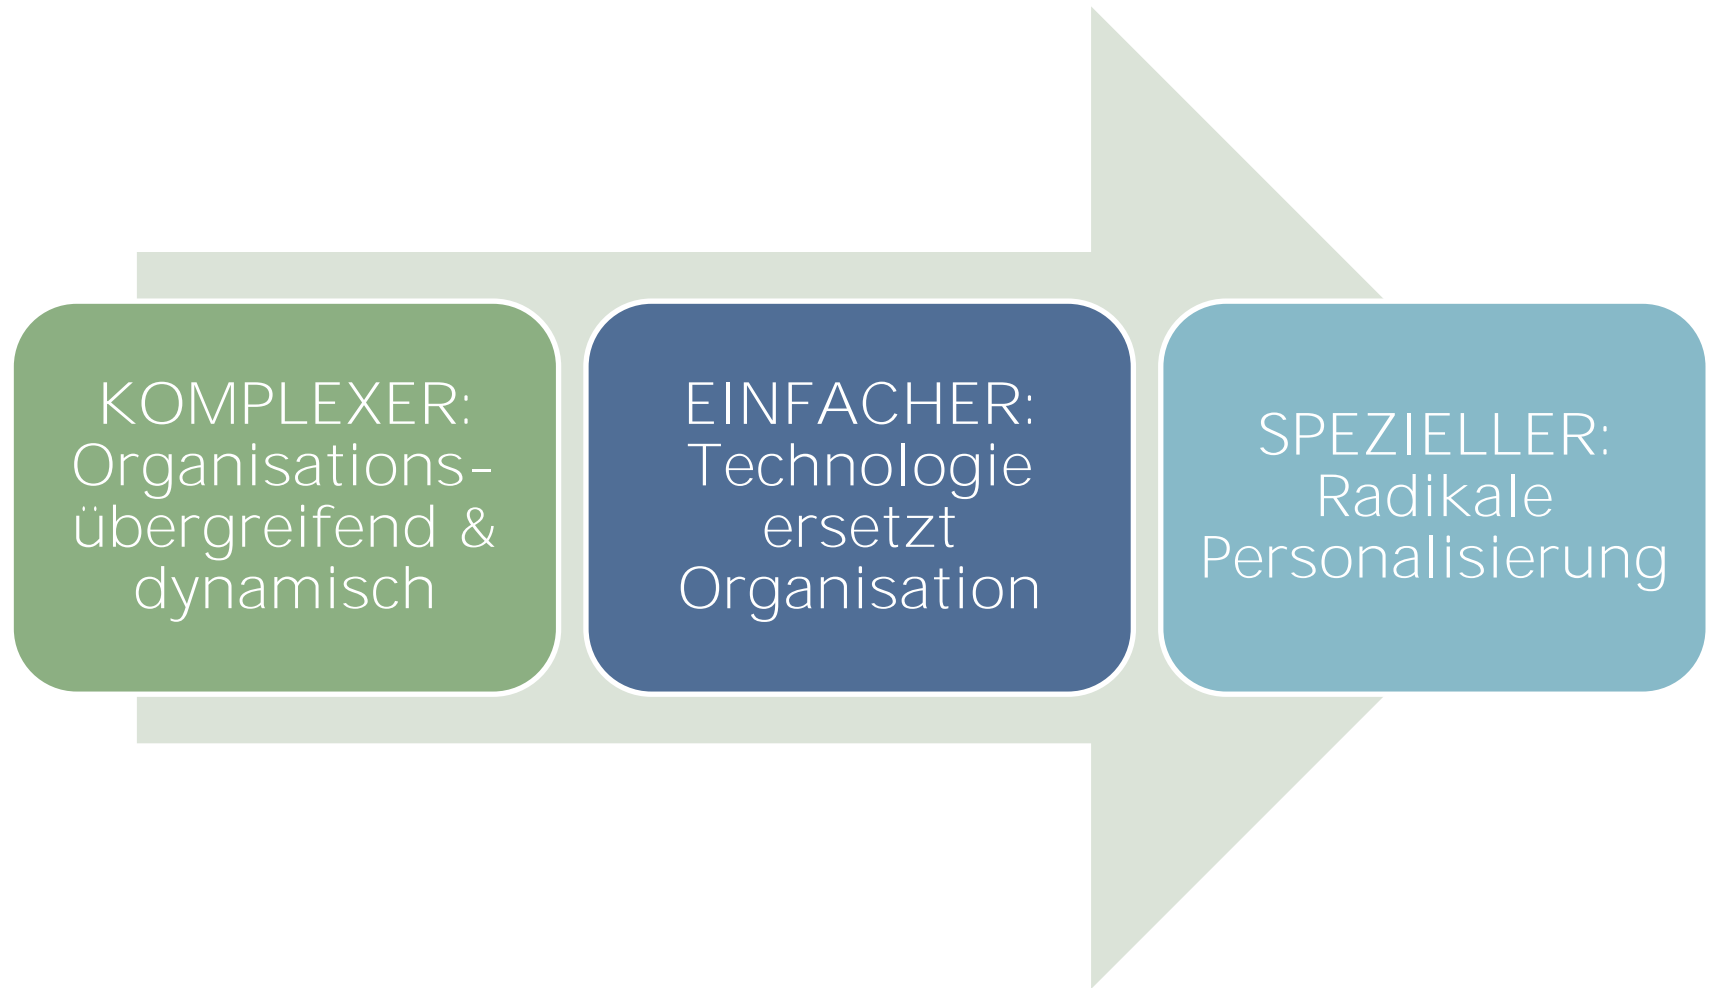 KOMPLEXER:
Organisations-
übergreifend &
dynamisch
EINFACHER:
Technologie
ersetzt
Organisation
SPEZIELLER:
Radikale
Personalisierung